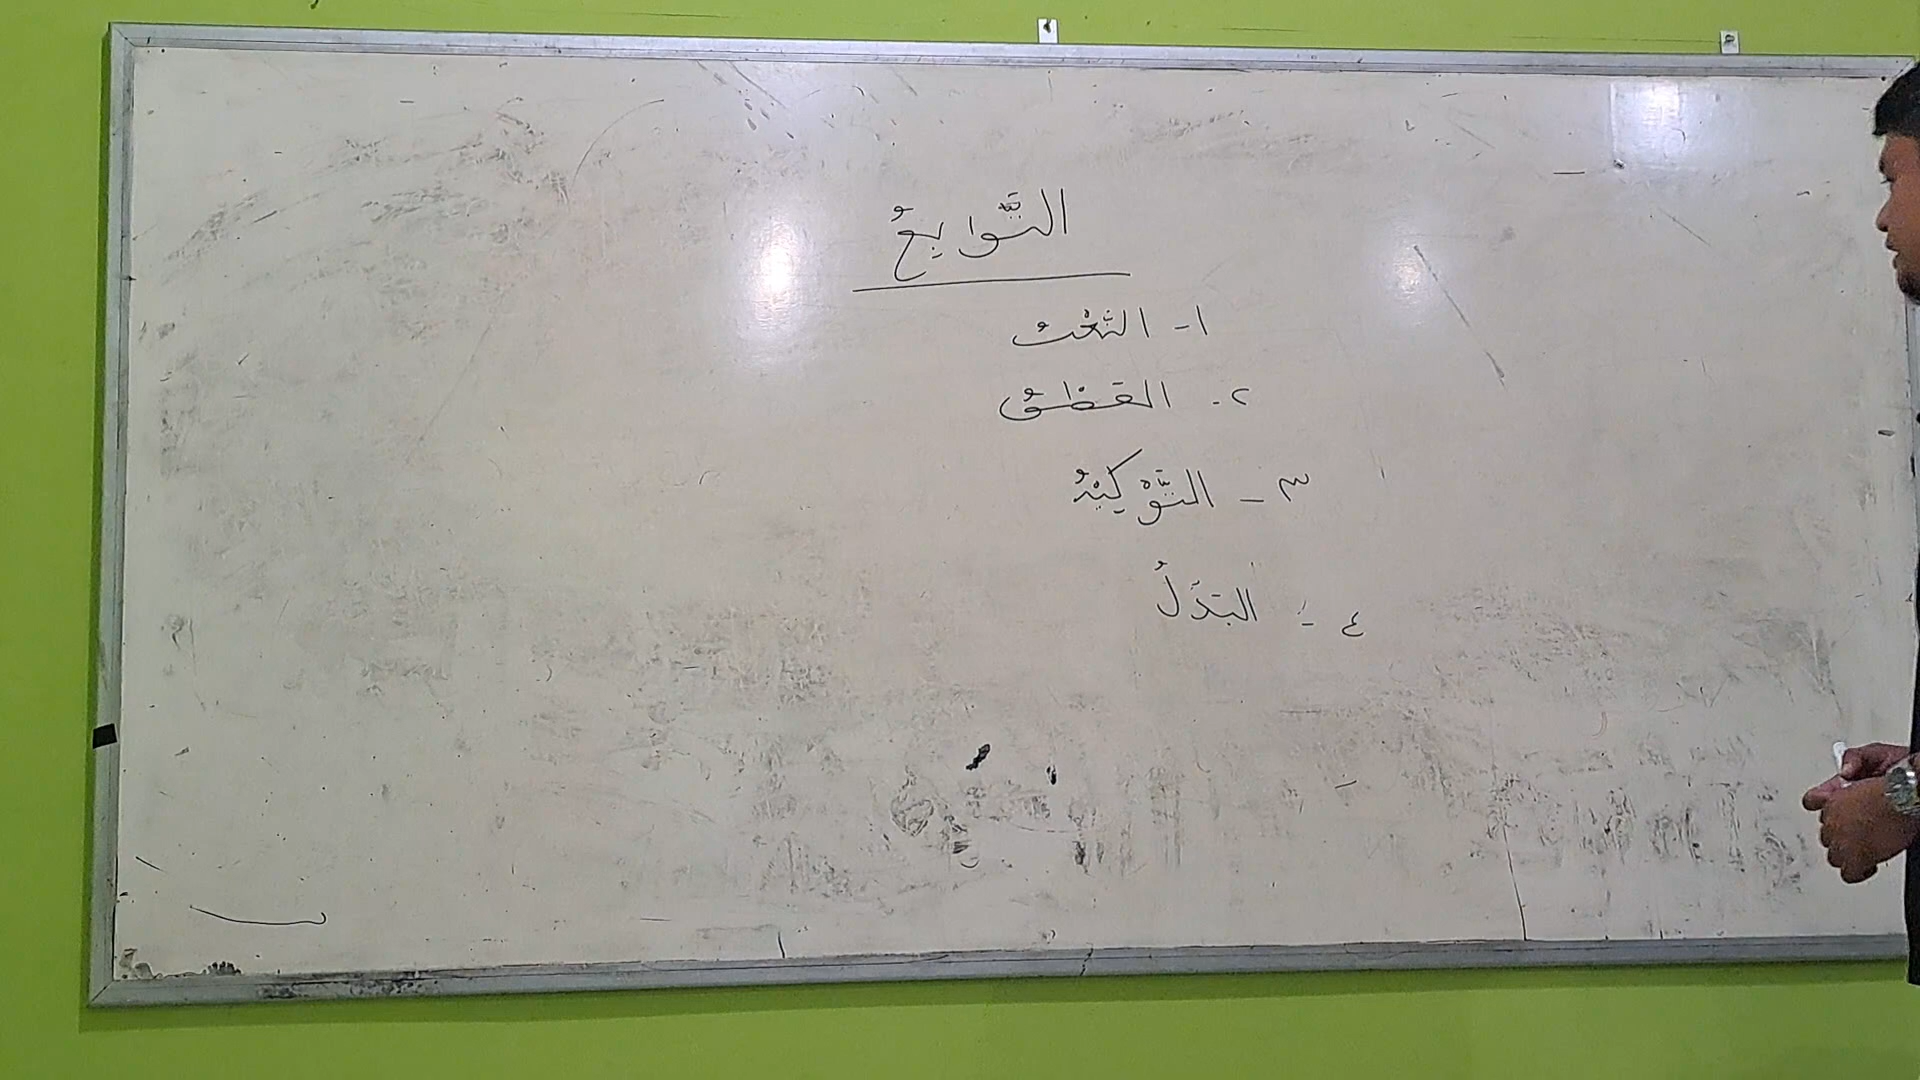 التَّوَابِعُ
١- النَّعْتُ
٢- العَطْفُ
٣- التَّوْكِيْدُ
٤- البَدَلُ